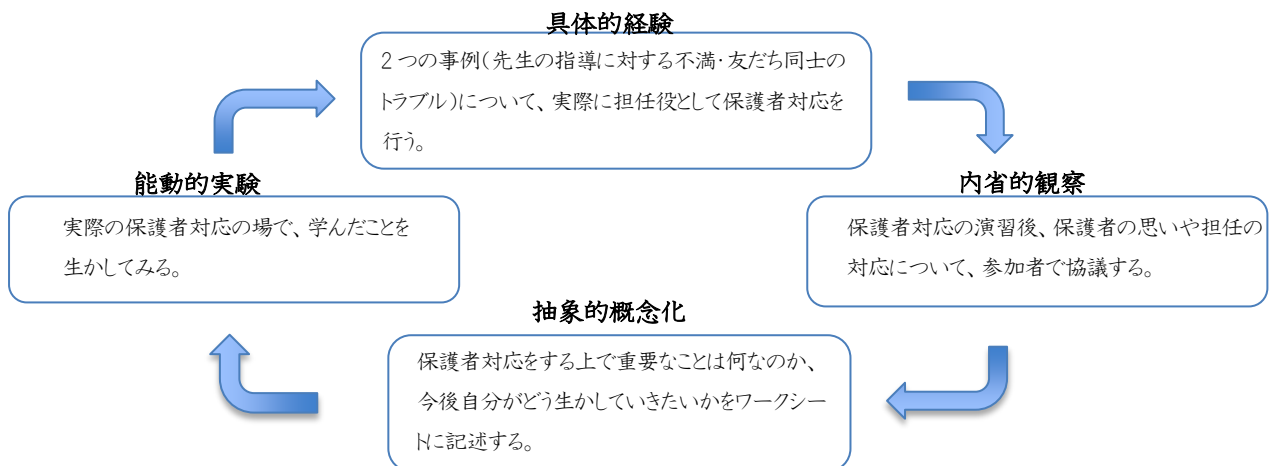 具体的経験
２つの事例(先生の指導に対する不満・友だち同士の
トラブル)について、実際に担任役として保護者対応を
行う。
能動的実験
実際の保護者対応の場で、学んだことを
生かしてみる。
内省的観察
保護者対応の演習後、保護者の思いや担任の
対応について、参加者で協議する。
抽象的概念化
保護者対応をする上で重要なことは何なのか、
今後自分がどう生かしていきたいかをワークシー
トに記述する。